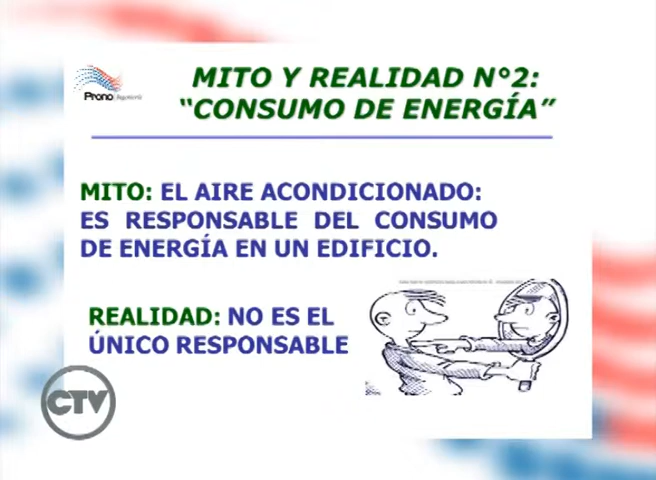 MITO Y REALIDAD N°2:
“CONSUMO DE ENERGÍA”
Prono
MITO: EL AIRE ACONDICIONADO:
ES RESPONSABLE DEL CONSUMO
DE ENERGÍA EN UN EDIFICIO.
REALIDAD: NO ES EL
ÚNICO RESPONSABLE
CTV